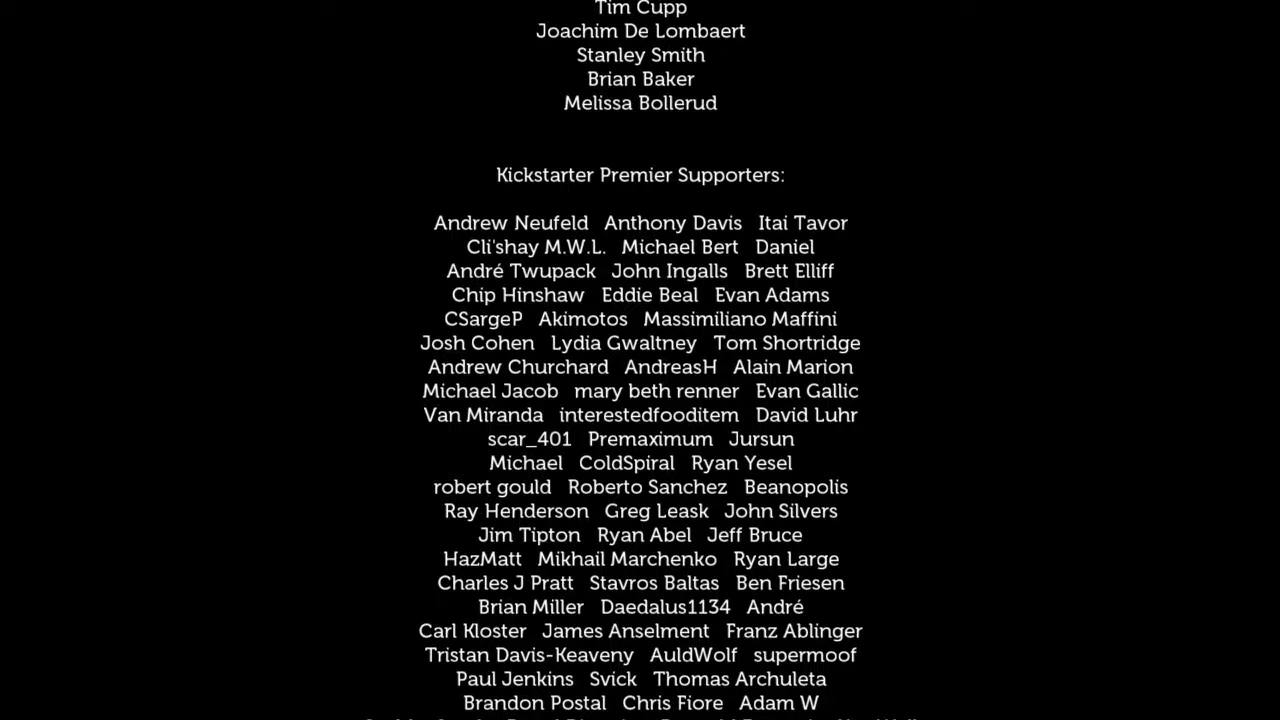 Tim Cupp
Joachim De Lombaert
Stanley Smith
Brian Baker
Melissa Bollerud
Kickstarter Premier Supporters:
Andrew Neufeld Anthony Davis Itai Tavor
Cli'shay M.W.L. Michael Bert Daniel
André Twupack John Ingalls Brett Elliff
Chip Hinshaw Eddie Beal Evan Adams
CSargeP Akimotos Massimiliano Maffini
Josh Cohen Lydia Gwaltney Tom Shortridge
Andrew Churchard AndreasH Alain Marion
Michael Jacob mary beth renner Evan Gallic
Van Miranda interestedfooditem David Luhr
scar_401 Premaximum Jursun
Michael ColdSpiral Ryan Yesel
robert gould Roberto Sanchez Beanopolis
Ray Henderson Greg Leask John Silvers
Jim Tipton Ryan Abel Jeff Bruce
HazMatt Mikhail Marchenko Ryan Large
Charles J Pratt Stavros Baltas Ben Friesen
Brian Miller Daedalus1134 André
Carl Kloster James Anselment Franz Ablinger
Tristan Davis-Keaveny AuldWolf supermoof
Paul Jenkins Svick Thomas Archuleta
Brandon Postal Chris Fiore Adam W